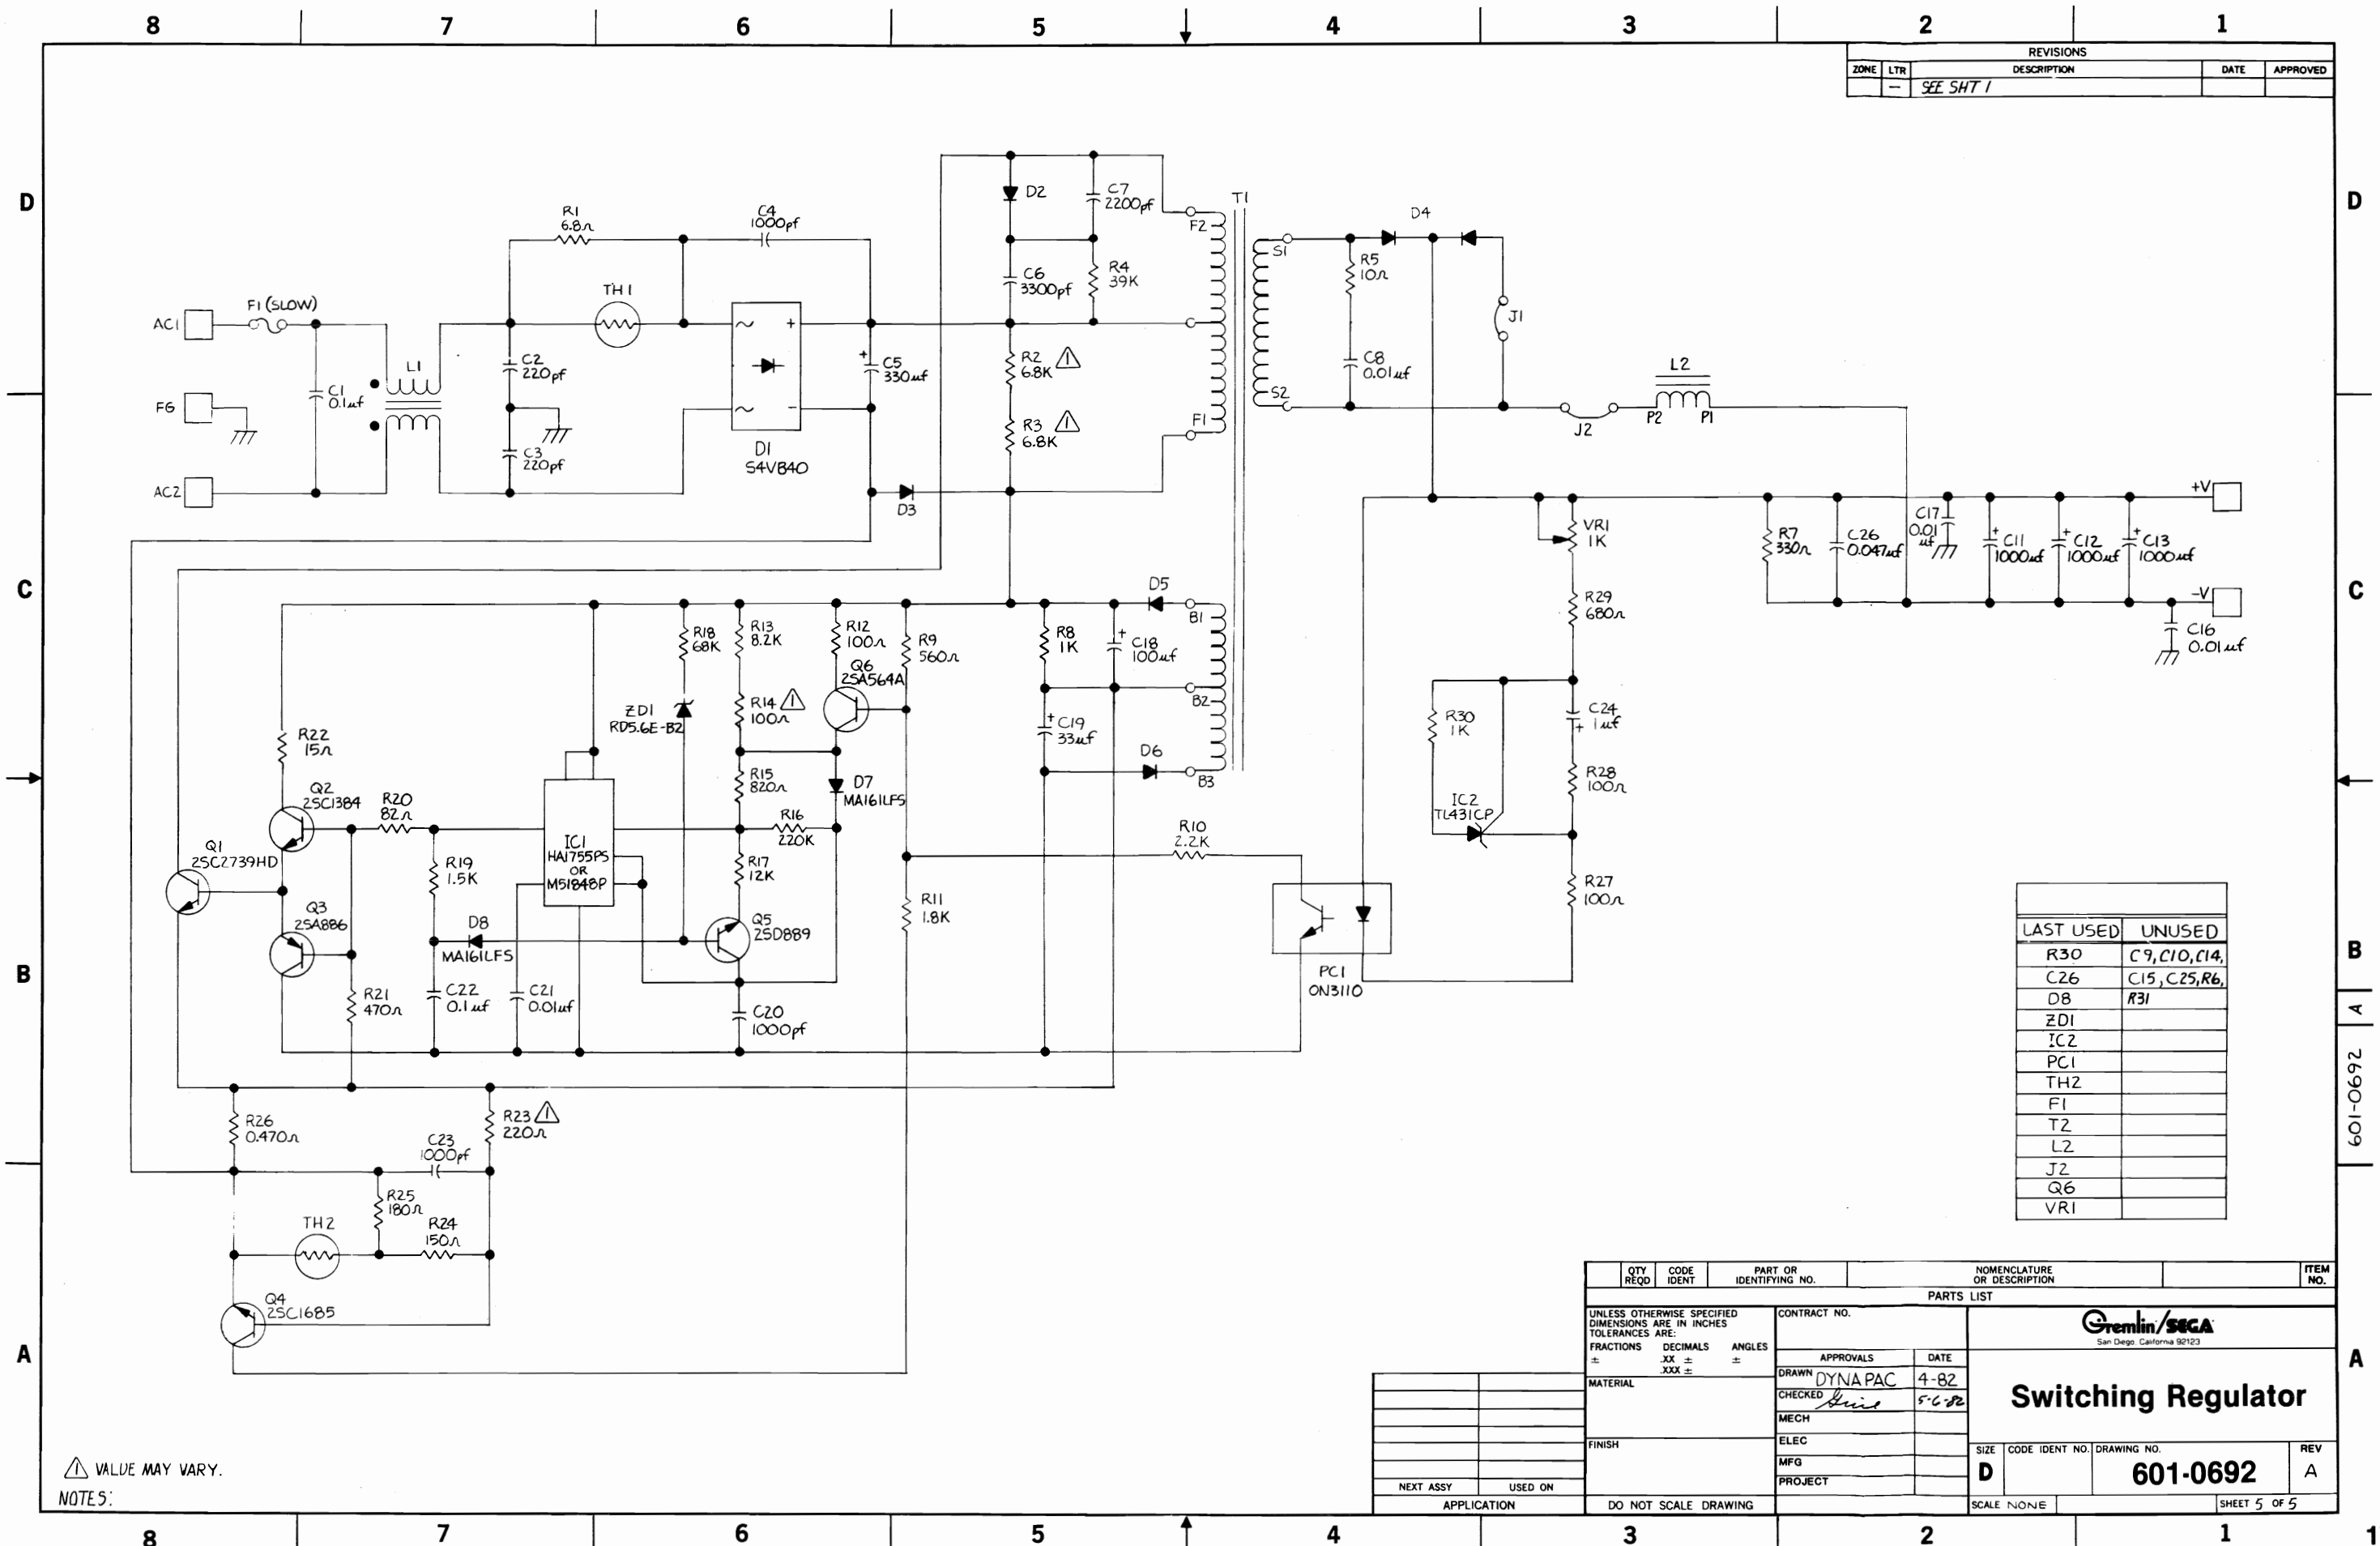 8 7 6 5 4 3 2 1
REVISIONS
ZONE LTR DESCRIPTION DATE APPROVED
— SEE SHT 1
D D
C C
B B
A A
A
601-0692
AC1
F1 (SLOW)
FG
AC2
C1
0.1uf
L1
R1
6.8Ω
C4
1000pf
TH1
C2
220pf
C3
220pf
~ +
~ −
D1
S4VB40
+
C5
330uf
D3
D2
C7
2200pf
C6
3300pf
R4
39K
R2 1
6.8K
R3 1
6.8K
T1
F2
F1
S1
S2
R5
10Ω
C8
0.01uf
D4
J1
J2
L2
P2 P1
VR1
1K
R29
680Ω
R7
330Ω
C26
0.047uf
C17
0.01
uf
+ C11
1000uf
+ C12
1000uf
+ C13
1000uf
+V
−V
C16
0.01uf
D5
B1
B2
B3
R8
1K
+
C18
100uf
+ C19
33uf
D6
R18
68K
R13
8.2K
R12
100Ω
R9
560Ω
Q6
2SA564A
ZD1
RD5.6E-B2
R14 1
100Ω
R15
820Ω
D7
MA161LFS
R16
220K
R17
12K
R22
15Ω
Q2
2SC1384
R20
82Ω
Q1
2SC2739HD
Q3
2SA886
R19
1.5K
IC1
HA1755PS
OR
M51848P
D8
MA161LFS
Q5
2SD889
R21
470Ω
C22
0.1uf
C21
0.01uf
C20
1000pf
R11
1.8K
R10
2.2K
PC1
ON3110
R30
1K
C24
+ 1uf
R28
100Ω
IC2
TL431CP
R27
100Ω
R26
0.470Ω
R23 1
220Ω
C23
1000pf
R25
180Ω
R24
150Ω
TH2
Q4
2SC1685
LAST USED UNUSED
R30 C9,C10,C14,
C26 C15,C25,R6,
D8 R31
ZD1
IC2
PC1
TH2
F1
T2
L2
J2
Q6
VR1
QTY REQD CODE IDENT PART OR IDENTIFYING NO. NOMENCLATURE OR DESCRIPTION ITEM NO.
PARTS LIST
UNLESS OTHERWISE SPECIFIED
DIMENSIONS ARE IN INCHES
TOLERANCES ARE:
FRACTIONS DECIMALS ANGLES
± .XX ± ±
.XXX ±
MATERIAL
FINISH
DO NOT SCALE DRAWING
CONTRACT NO.
APPROVALS DATE
DRAWN DYNAPAC 4-82
CHECKED 5-6-82
MECH
ELEC
MFG
PROJECT
Gremlin/SEGA
San Diego, California 92123
Switching Regulator
SIZE CODE IDENT NO. DRAWING NO. REV
D 601-0692 A
SCALE NONE SHEET 5 OF 5
NEXT ASSY USED ON
APPLICATION
1 VALUE MAY VARY.
NOTES:
8 7 6 5 4 3 2 1
1